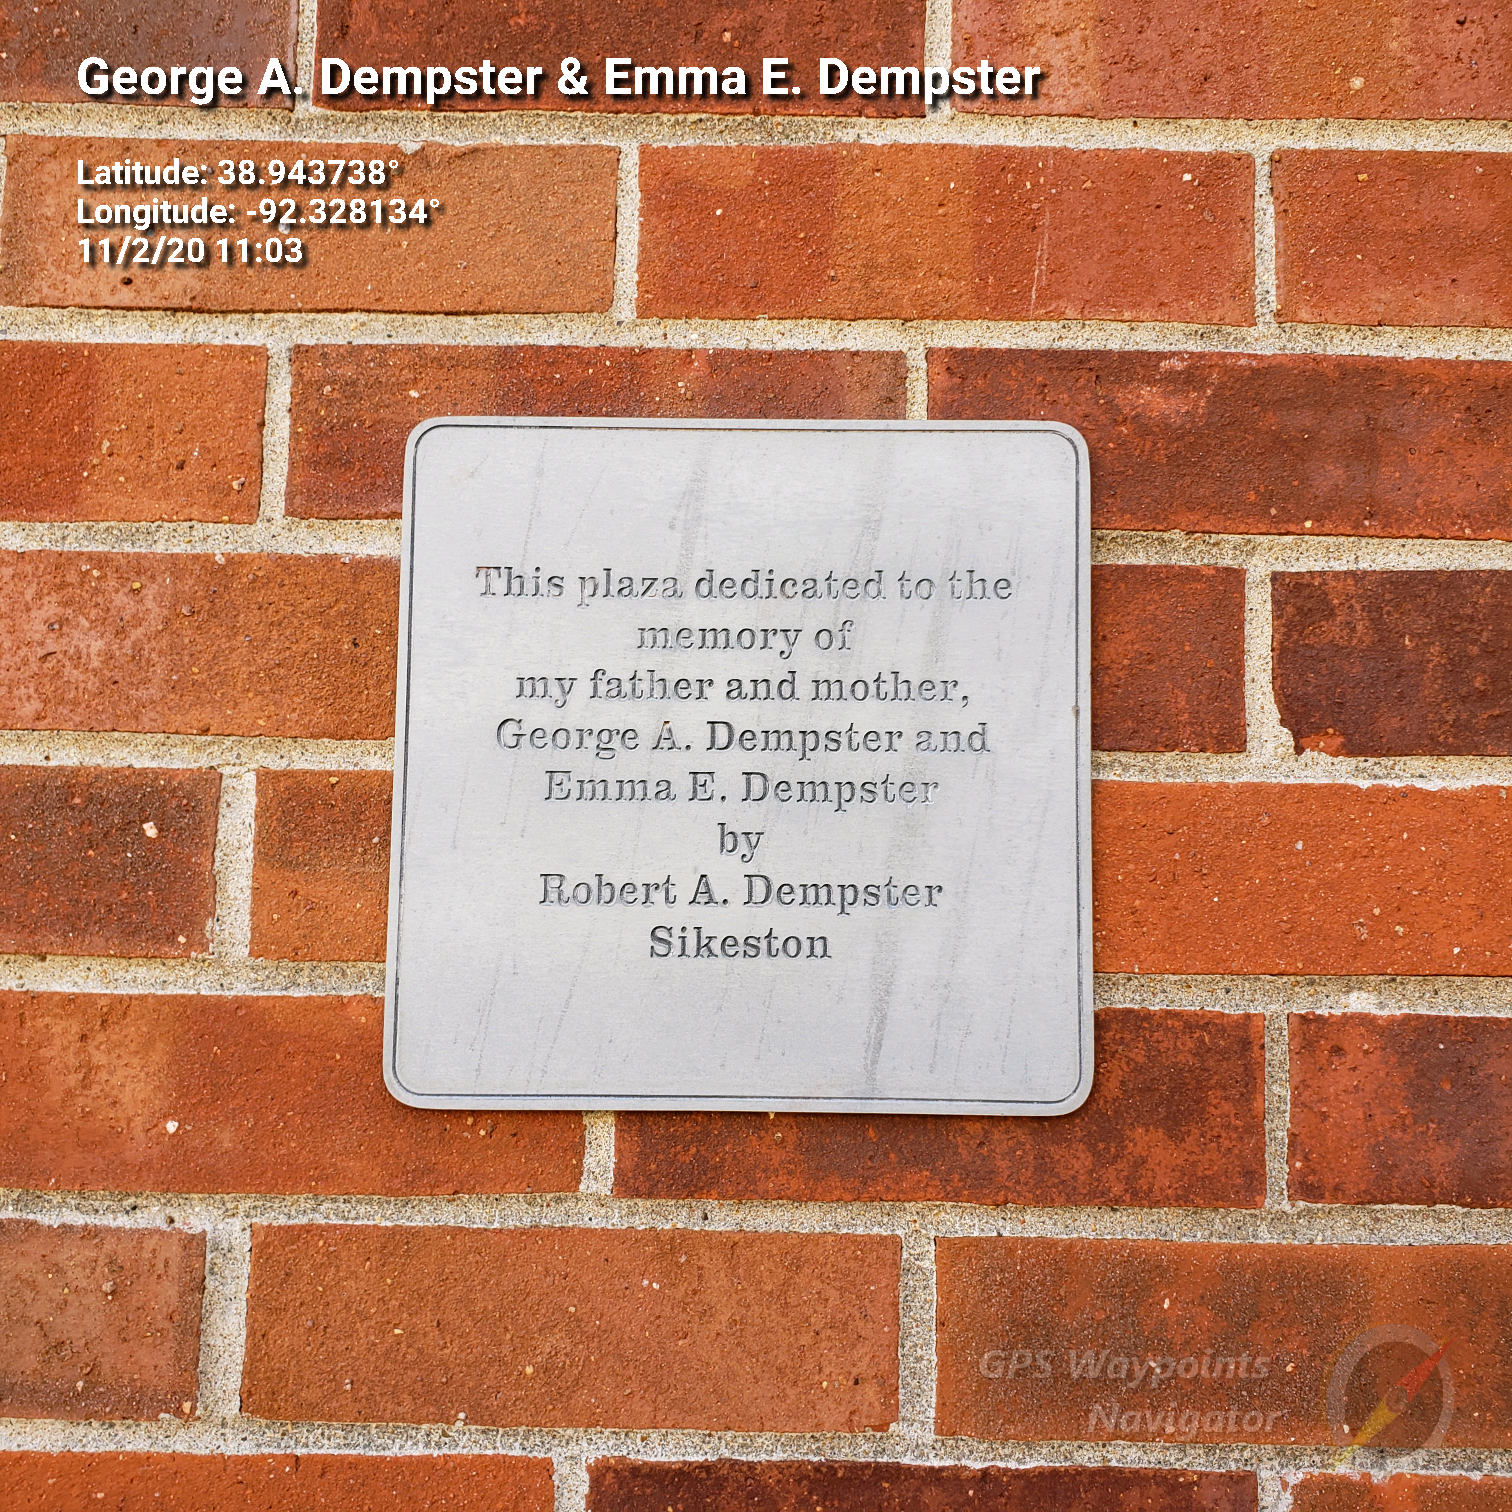 George A. Dempster & Emma E. Dempster
Latitude: 38.943738°
Longitude: -92.328134°
11/2/20 11:03
This plaza dedicated to the
memory of
my father and mother,
George A. Dempster and
Emma E. Dempster
by
Robert A. Dempster
Sikeston
GPS Waypoints
Navigator